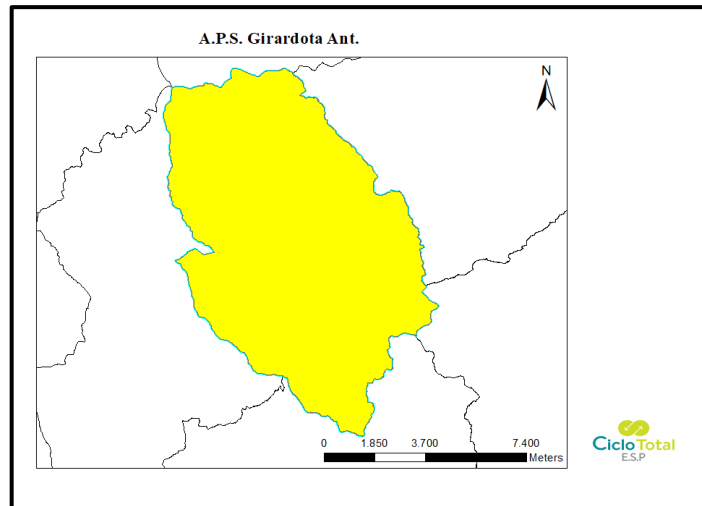 A.P.S. Girardota Ant.
N
0 1.850 3.700 7.400
Meters
CicloTotal
E.S.P